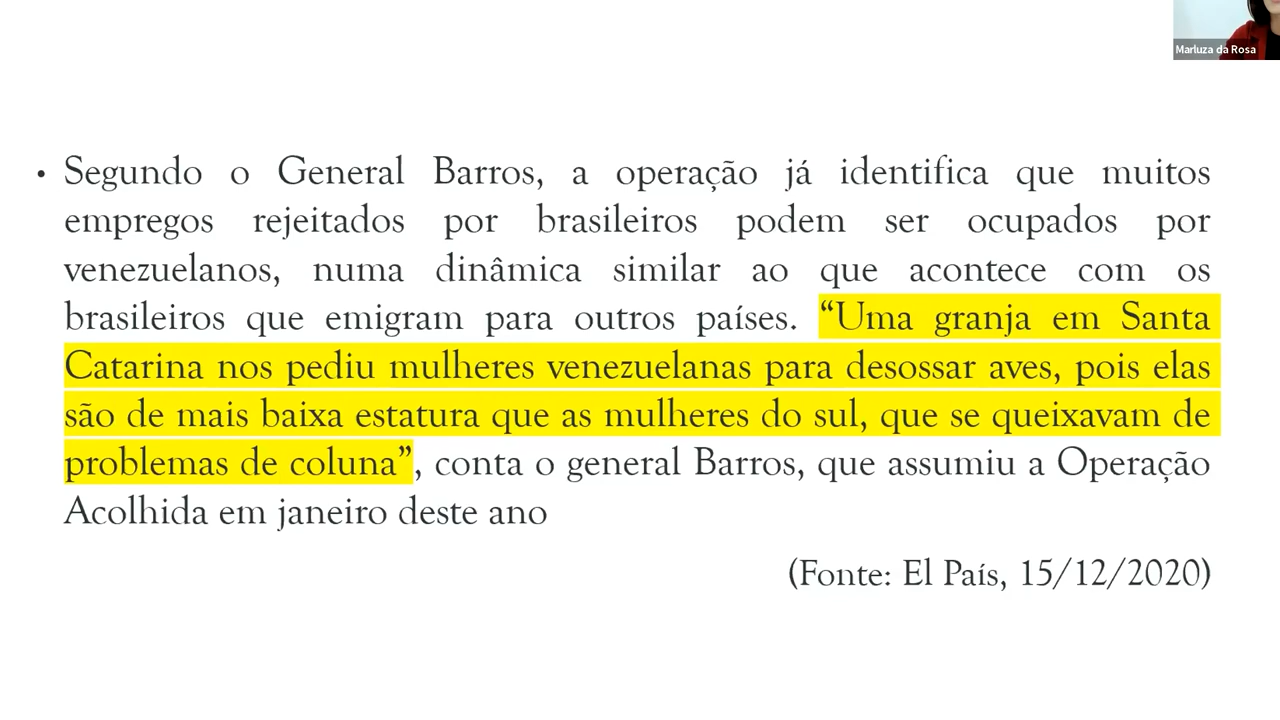 Marluza da Rosa
• Segundo o General Barros, a operação já identifica que muitos
empregos rejeitados por brasileiros podem ser ocupados por
venezuelanos, numa dinâmica similar ao que acontece com os
brasileiros que emigram para outros países. “Uma granja em Santa
Catarina nos pediu mulheres venezuelanas para desossar aves, pois elas
são de mais baixa estatura que as mulheres do sul, que se queixavam de
problemas de coluna”, conta o general Barros, que assumiu a Operação
Acolhida em janeiro deste ano
(Fonte: El País, 15/12/2020)